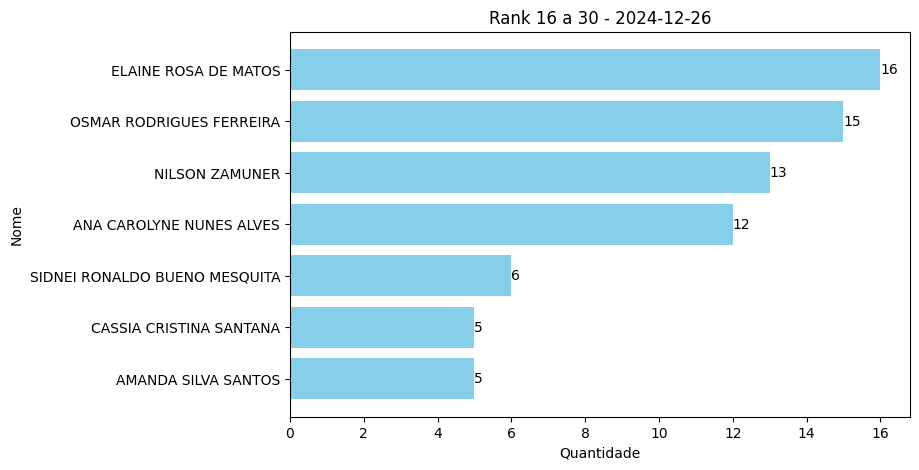 Rank 16 a 30 - 2024-12-26
ELAINE ROSA DE MATOS 16
OSMAR RODRIGUES FERREIRA 15
NILSON ZAMUNER 13
ANA CAROLYNE NUNES ALVES 12
SIDNEI RONALDO BUENO MESQUITA 6
CASSIA CRISTINA SANTANA 5
AMANDA SILVA SANTOS 5
Nome
0 2 4 6 8 10 12 14 16
Quantidade